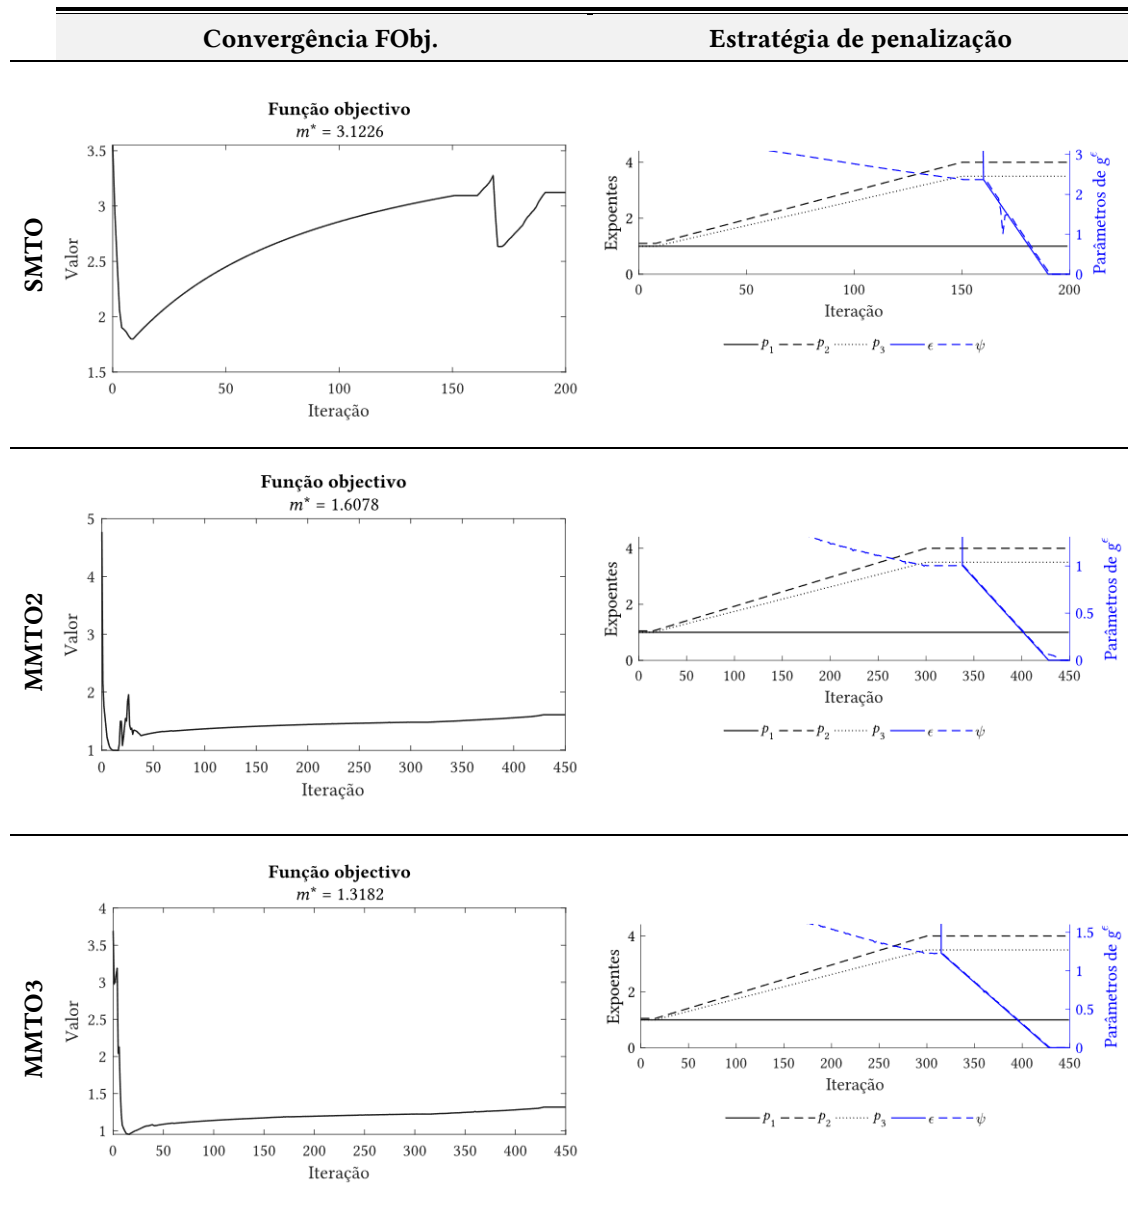 Convergência FObj.
Estratégia de penalização
SMTO
Função objectivo
m* = 3.1226
3.5
3
2.5
2
1.5
Valor
0 50 100 150 200
Iteração
4
2
0
Expoentes
3
2
1
0
Parâmetros de g^ϵ
0 50 100 150 200
Iteração
p₁ p₂ p₃ ϵ ψ
MMTO2
Função objectivo
m* = 1.6078
5
4
3
2
1
Valor
0 50 100 150 200 250 300 350 400 450
Iteração
4
2
0
Expoentes
1
0.5
0
Parâmetros de g^ϵ
0 50 100 150 200 250 300 350 400 450
Iteração
p₁ p₂ p₃ ϵ ψ
MMTO3
Função objectivo
m* = 1.3182
4
3.5
3
2.5
2
1.5
1
Valor
0 50 100 150 200 250 300 350 400 450
Iteração
4
2
0
Expoentes
1.5
1
0.5
0
Parâmetros de g^ϵ
0 50 100 150 200 250 300 350 400 450
Iteração
p₁ p₂ p₃ ϵ ψ